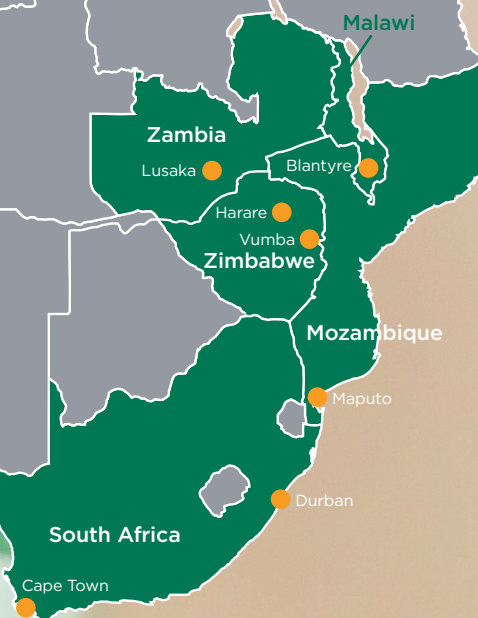 Malawi
Zambia
Lusaka
Blantyre
Harare
Vumba
Zimbabwe
Mozambique
Maputo
Durban
South Africa
Cape Town